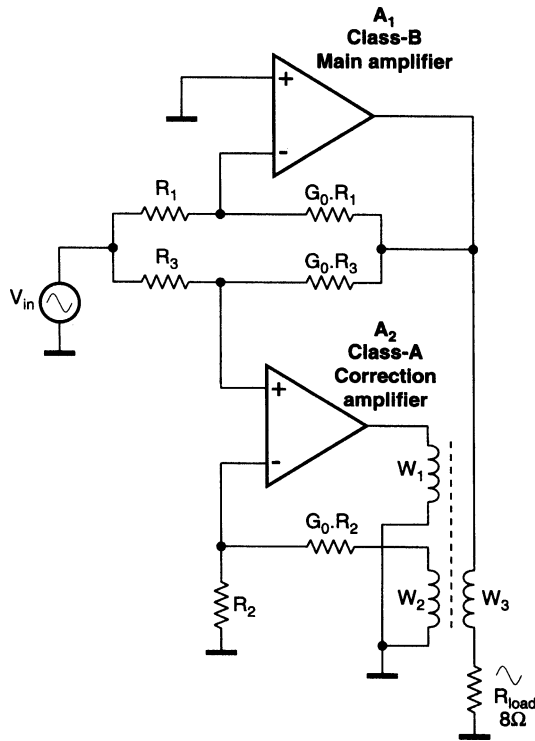 A₁
Class-B
Main amplifier
+
-
R₁
G₀.R₁
R₃
G₀.R₃
Vin
A₂
Class-A
Correction
amplifier
+
-
W₁
G₀.R₂
R₂
W₂
W₃
Rload
8Ω